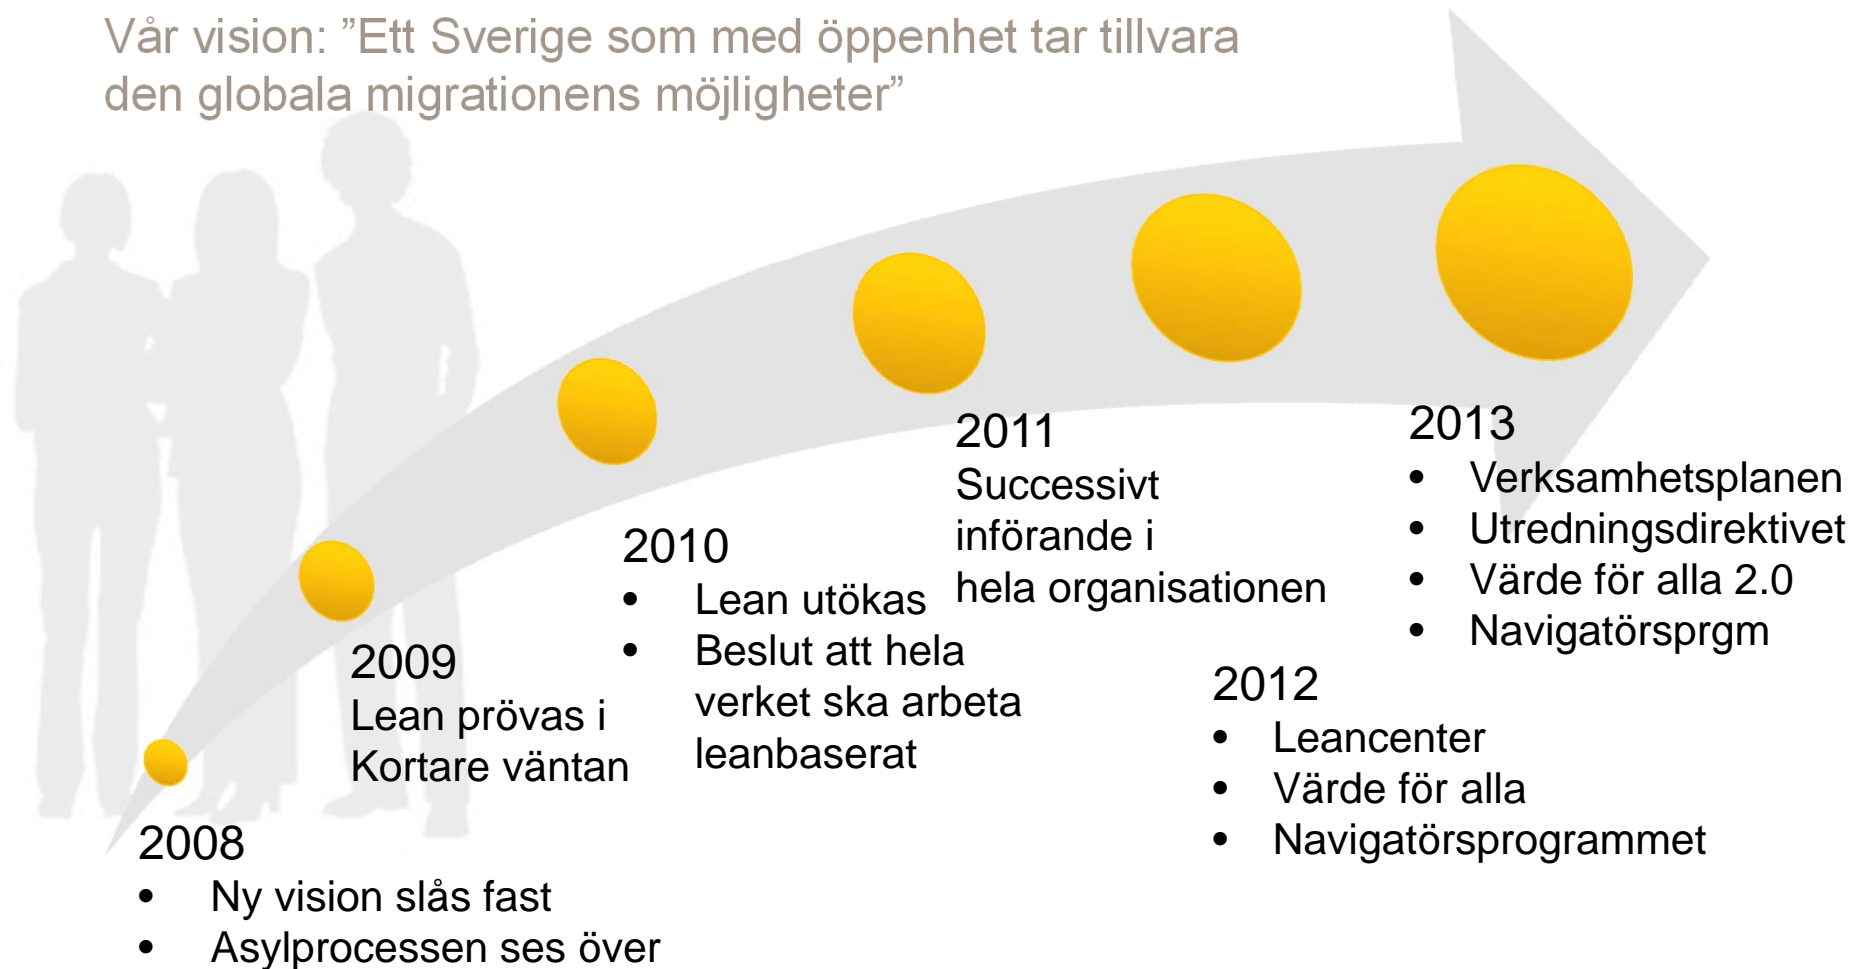 Vår vision: ”Ett Sverige som med öppenhet tar tillvara
den globala migrationens möjligheter”
2008
• Ny vision slås fast
• Asylprocessen ses över
2009
Lean prövas i
Kortare väntan
2010
• Lean utökas
• Beslut att hela
verket ska arbeta
leanbaserat
2011
Successivt
införande i
hela organisationen
2012
• Leancenter
• Värde för alla
• Navigatörsprogrammet
2013
• Verksamhetsplanen
• Utredningsdirektivet
• Värde för alla 2.0
• Navigatörsprgm